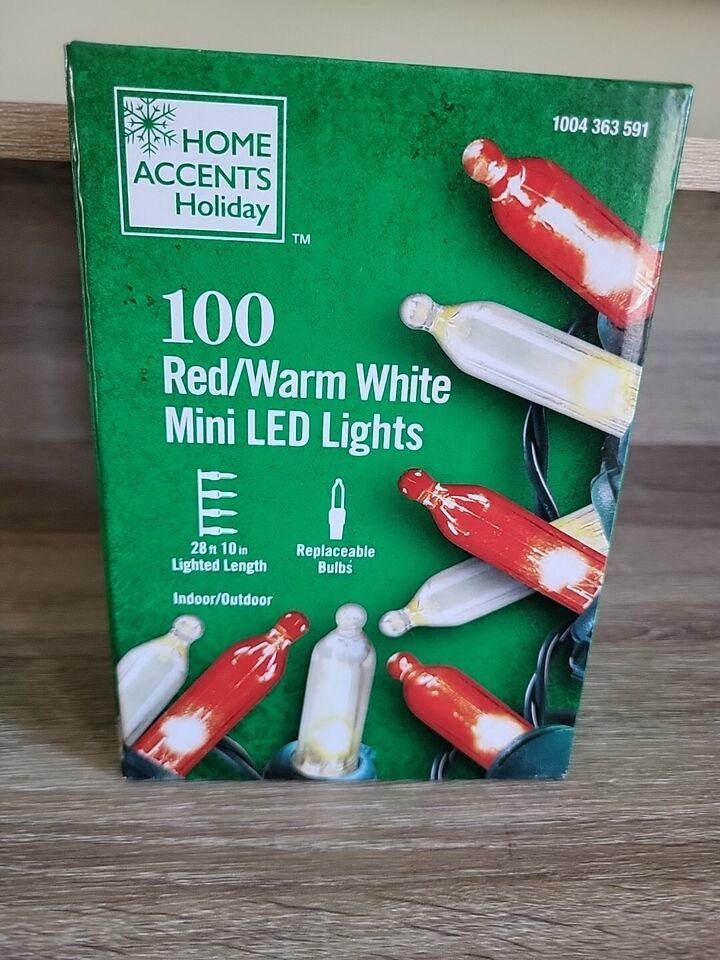 HOME
ACCENTS
Holiday
TM
1004 363 591
100
Red/Warm White
Mini LED Lights
28 ft 10 in
Lighted Length
Replaceable
Bulbs
Indoor/Outdoor